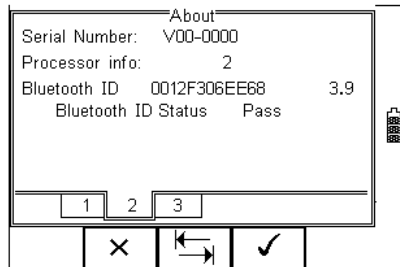 About
Serial Number: V00-0000
Processor info: 2
Bluetooth ID 0012F306EE68 3.9
Bluetooth ID Status Pass
1 2 3